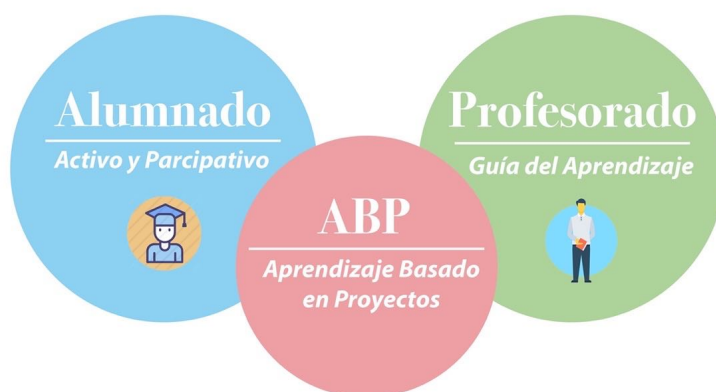 Alumnado
Activo y Parcipativo
Profesorado
Guía del Aprendizaje
ABP
Aprendizaje Basado
en Proyectos